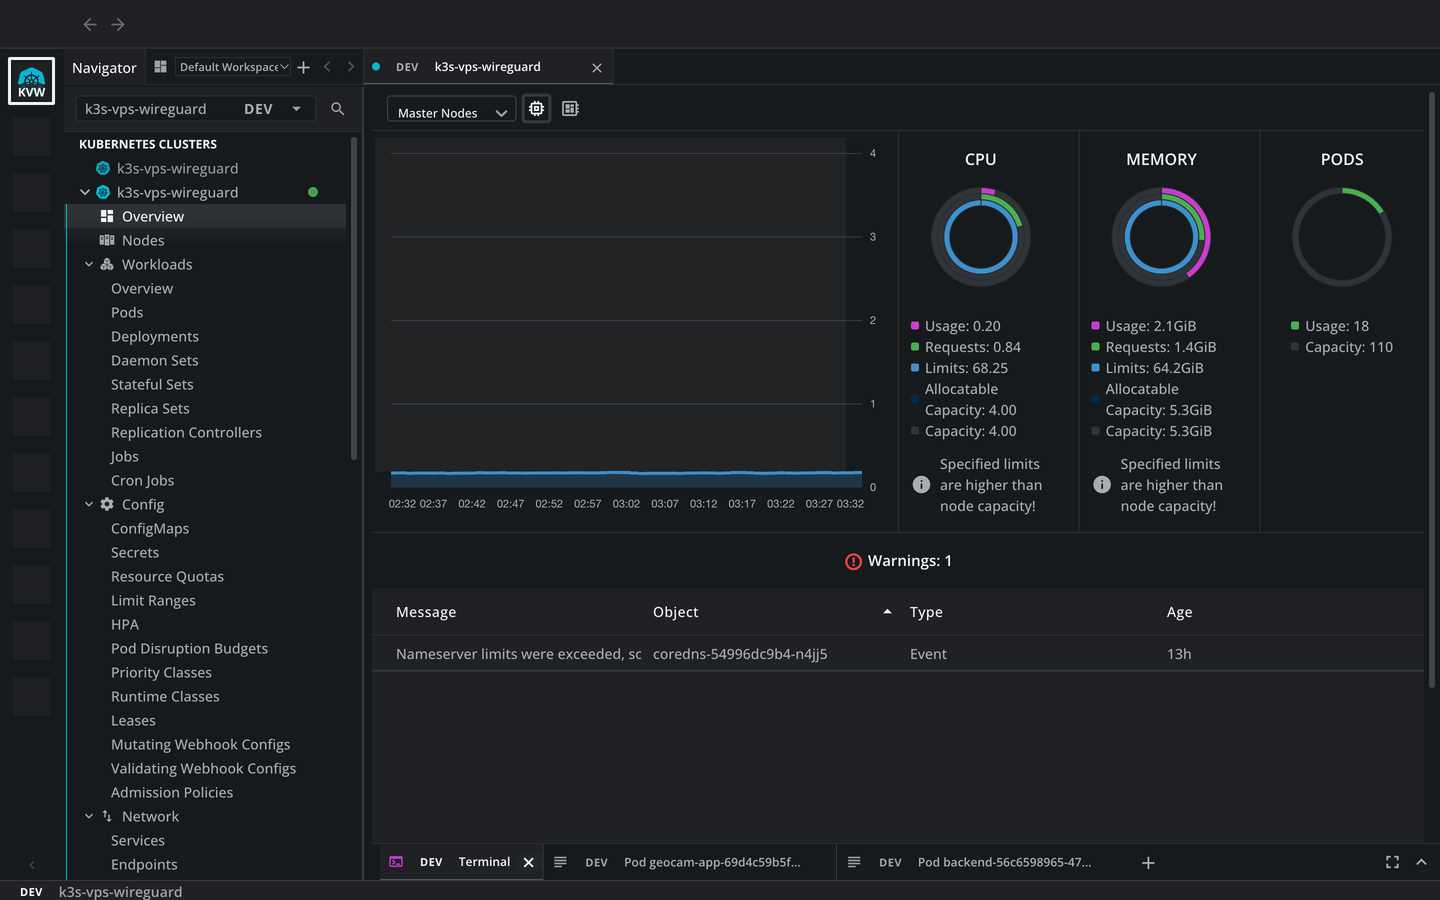 KVW
Navigator
Default Workspace
DEV k3s-vps-wireguard
k3s-vps-wireguard DEV
KUBERNETES CLUSTERS
k3s-vps-wireguard
k3s-vps-wireguard
Overview
Nodes
Workloads
Overview
Pods
Deployments
Daemon Sets
Stateful Sets
Replica Sets
Replication Controllers
Jobs
Cron Jobs
Config
ConfigMaps
Secrets
Resource Quotas
Limit Ranges
HPA
Pod Disruption Budgets
Priority Classes
Runtime Classes
Leases
Mutating Webhook Configs
Validating Webhook Configs
Admission Policies
Network
Services
Endpoints
Master Nodes
4
3
2
1
0
02:32 02:37 02:42 02:47 02:52 02:57 03:02 03:07 03:12 03:17 03:22 03:27 03:32
CPU
Usage: 0.20
Requests: 0.84
Limits: 68.25
Allocatable
Capacity: 4.00
Capacity: 4.00
Specified limits
are higher than
node capacity!
MEMORY
Usage: 2.1GiB
Requests: 1.4GiB
Limits: 64.2GiB
Allocatable
Capacity: 5.3GiB
Capacity: 5.3GiB
Specified limits
are higher than
node capacity!
PODS
Usage: 18
Capacity: 110
Warnings: 1
Message Object Type Age
Nameserver limits were exceeded, sc coredns-54996dc9b4-n4jj5 Event 13h
DEV Terminal DEV Pod geocam-app-69d4c59b5f... DEV Pod backend-56c6598965-47...
DEV k3s-vps-wireguard